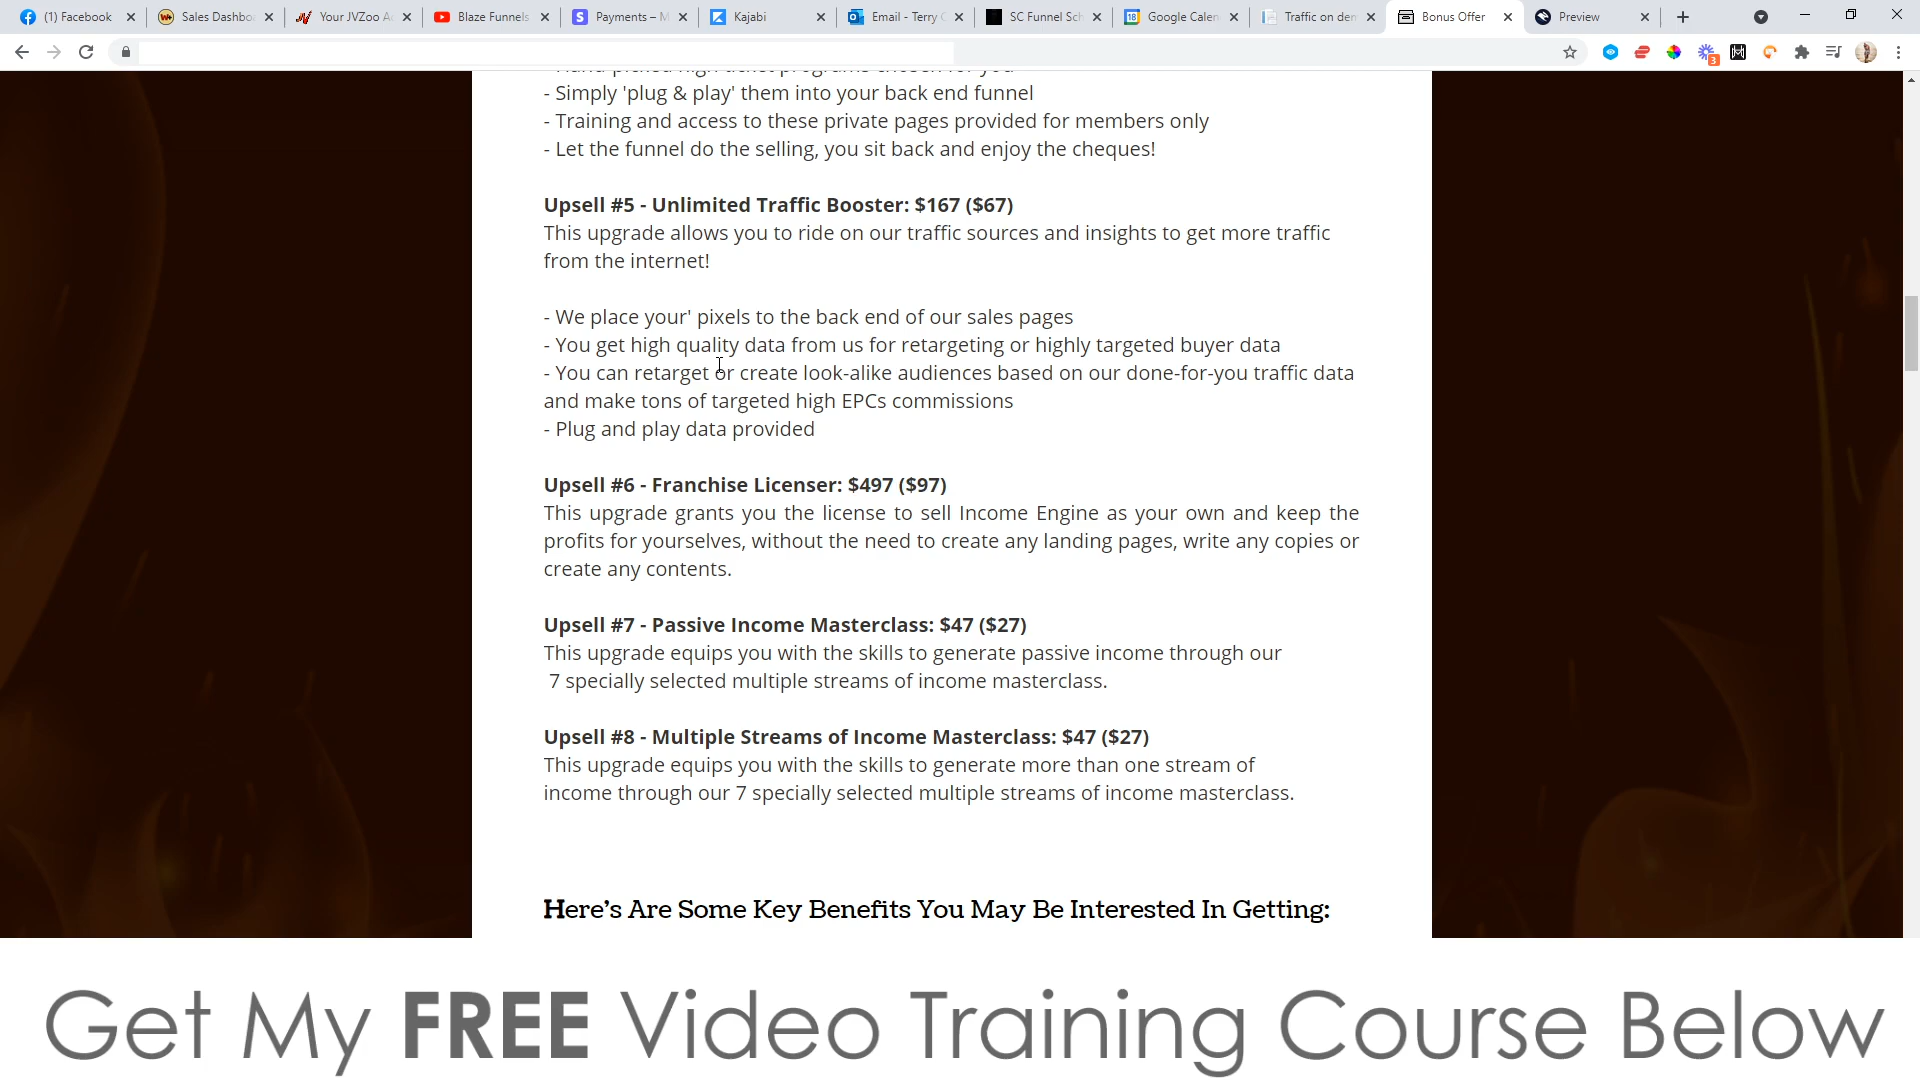 (1) Facebook
Sales Dashbo
Your JVZoo A
Blaze Funnels
Payments – M
Kajabi
Email - Terry
SC Funnel Sch
Google Calen
Traffic on den
Bonus Offer
Preview
3
- Simply 'plug & play' them into your back end funnel
- Training and access to these private pages provided for members only
- Let the funnel do the selling, you sit back and enjoy the cheques!
Upsell #5 - Unlimited Traffic Booster: $167 ($67)
This upgrade allows you to ride on our traffic sources and insights to get more traffic
from the internet!
- We place your' pixels to the back end of our sales pages
- You get high quality data from us for retargeting or highly targeted buyer data
- You can retarget or create look-alike audiences based on our done-for-you traffic data
and make tons of targeted high EPCs commissions
- Plug and play data provided
Upsell #6 - Franchise Licenser: $497 ($97)
This upgrade grants you the license to sell Income Engine as your own and keep the
profits for yourselves, without the need to create any landing pages, write any copies or
create any contents.
Upsell #7 - Passive Income Masterclass: $47 ($27)
This upgrade equips you with the skills to generate passive income through our
7 specially selected multiple streams of income masterclass.
Upsell #8 - Multiple Streams of Income Masterclass: $47 ($27)
This upgrade equips you with the skills to generate more than one stream of
income through our 7 specially selected multiple streams of income masterclass.
Here's Are Some Key Benefits You May Be Interested In Getting:
Get My FREE Video Training Course Below